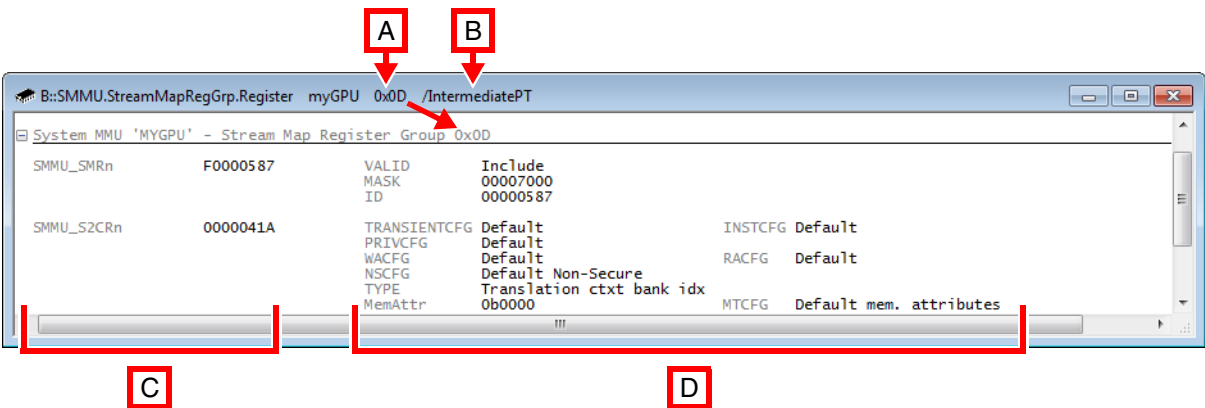 A B
B::SMMU.StreamMapRegGrp.Register myGPU 0x0D /IntermediatePT
System MMU 'MYGPU' - Stream Map Register Group 0x0D
SMMU_SMRn F0000587 VALID Include
MASK 00007000
ID 00000587
SMMU_S2CRn 0000041A TRANSIENTCFG Default INSTCFG Default
PRIVCFG Default
WACFG Default RACFG Default
NSCFG Default Non-Secure
TYPE Translation ctxt bank idx
MemAttr 0b0000 MTCFG Default mem. attributes
C D